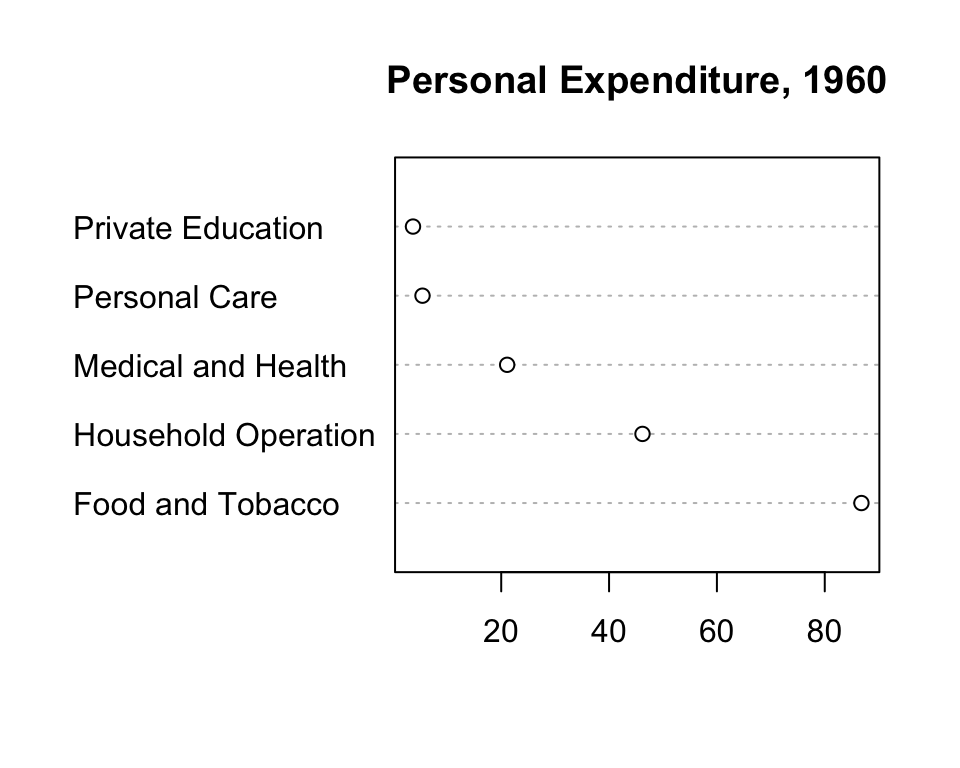 Personal Expenditure, 1960
Private Education
Personal Care
Medical and Health
Household Operation
Food and Tobacco
20 40 60 80